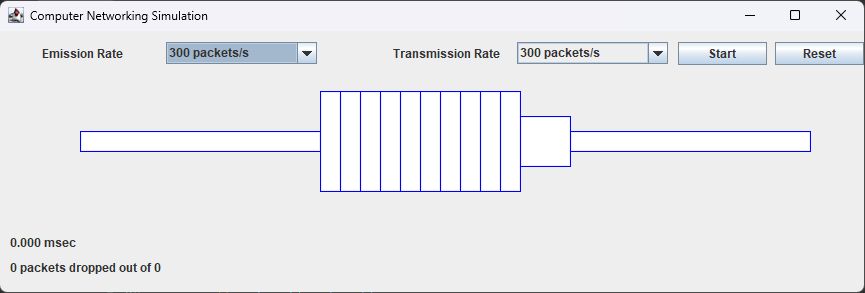 Computer Networking Simulation
Emission Rate 300 packets/s Transmission Rate 300 packets/s Start Reset
0.000 msec
0 packets dropped out of 0